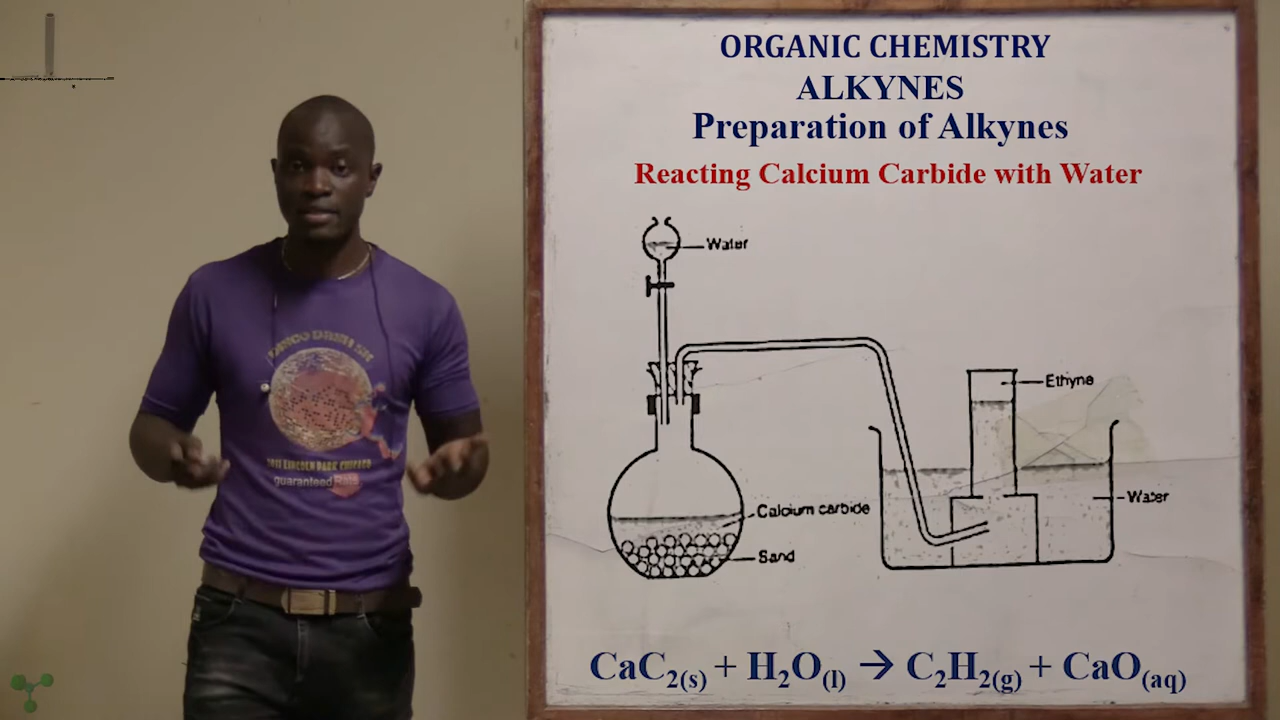 ORGANIC CHEMISTRY
ALKYNES
Preparation of Alkynes
Reacting Calcium Carbide with Water
Water
Ethyne
Water
Calcium carbide
Sand
CaC₂(s) + H₂O(l) → C₂H₂(g) + CaO(aq)
guaranteed